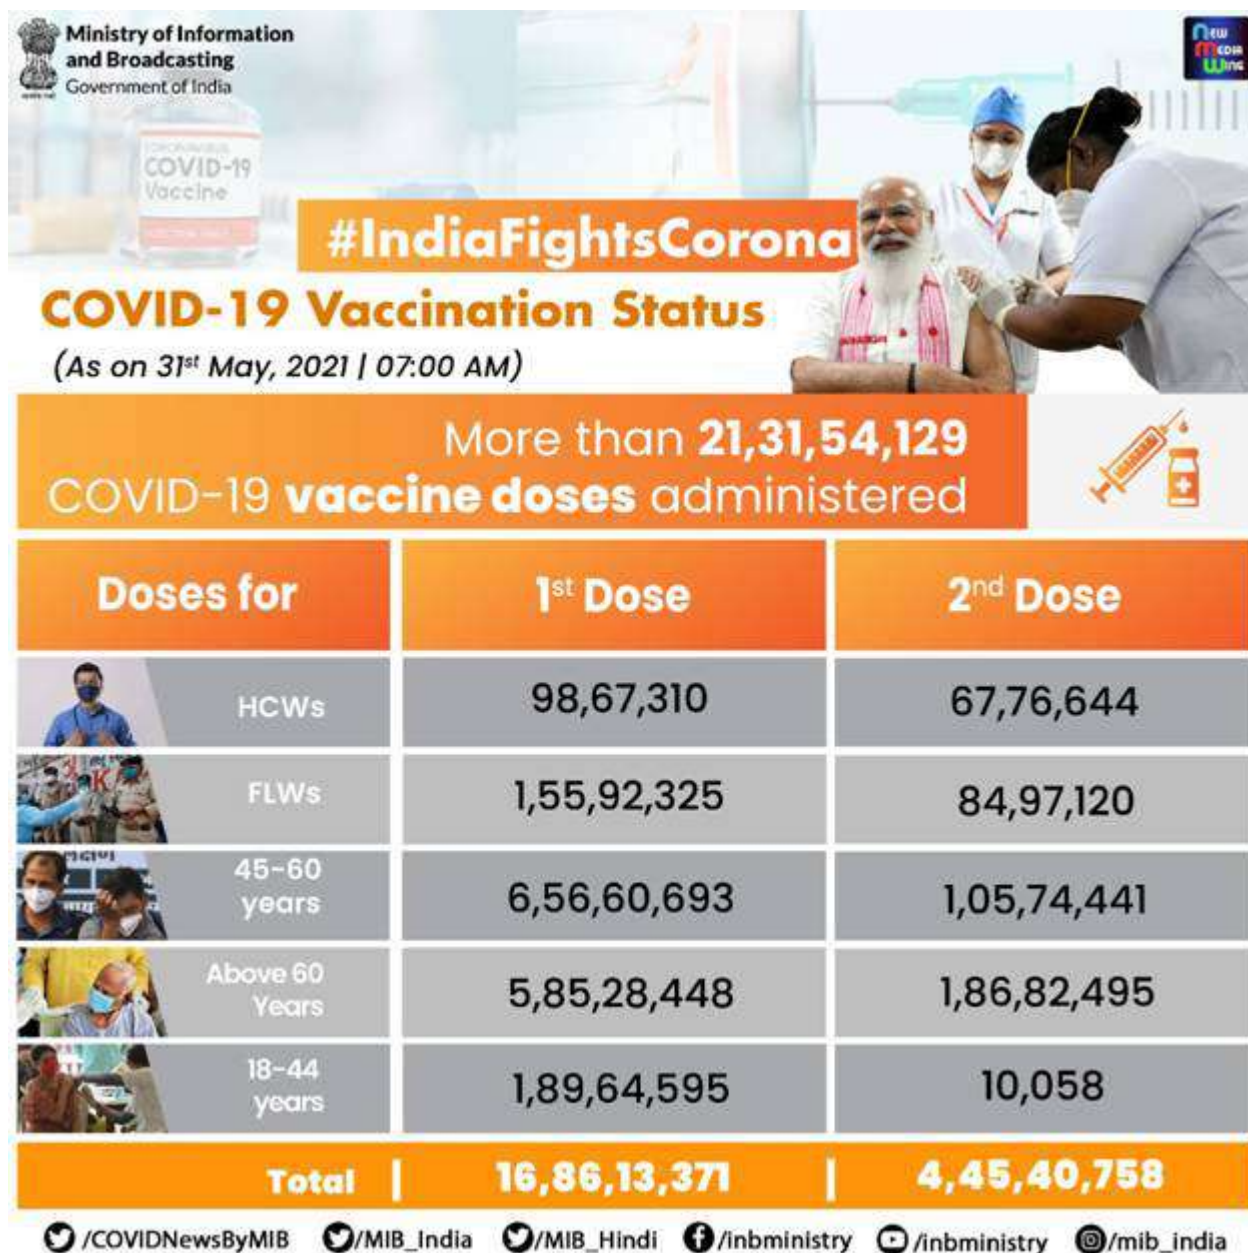 Ministry of Information
and Broadcasting
Government of India
NEW
MEDIA
WING
CORONAVIRUS
COVID-19
Vaccine
#IndiaFightsCorona
COVID-19 Vaccination Status
(As on 31st May, 2021 | 07:00 AM)
More than 21,31,54,129
COVID-19 vaccine doses administered
Doses for 1st Dose 2nd Dose
HCWs 98,67,310 67,76,644
FLWs 1,55,92,325 84,97,120
45-60
years 6,56,60,693 1,05,74,441
Above 60
Years 5,85,28,448 1,86,82,495
18-44
years 1,89,64,595 10,058
Total | 16,86,13,371 | 4,45,40,758
/COVIDNewsByMIB /MIB_India /MIB_Hindi /inbministry /inbministry /mib_india